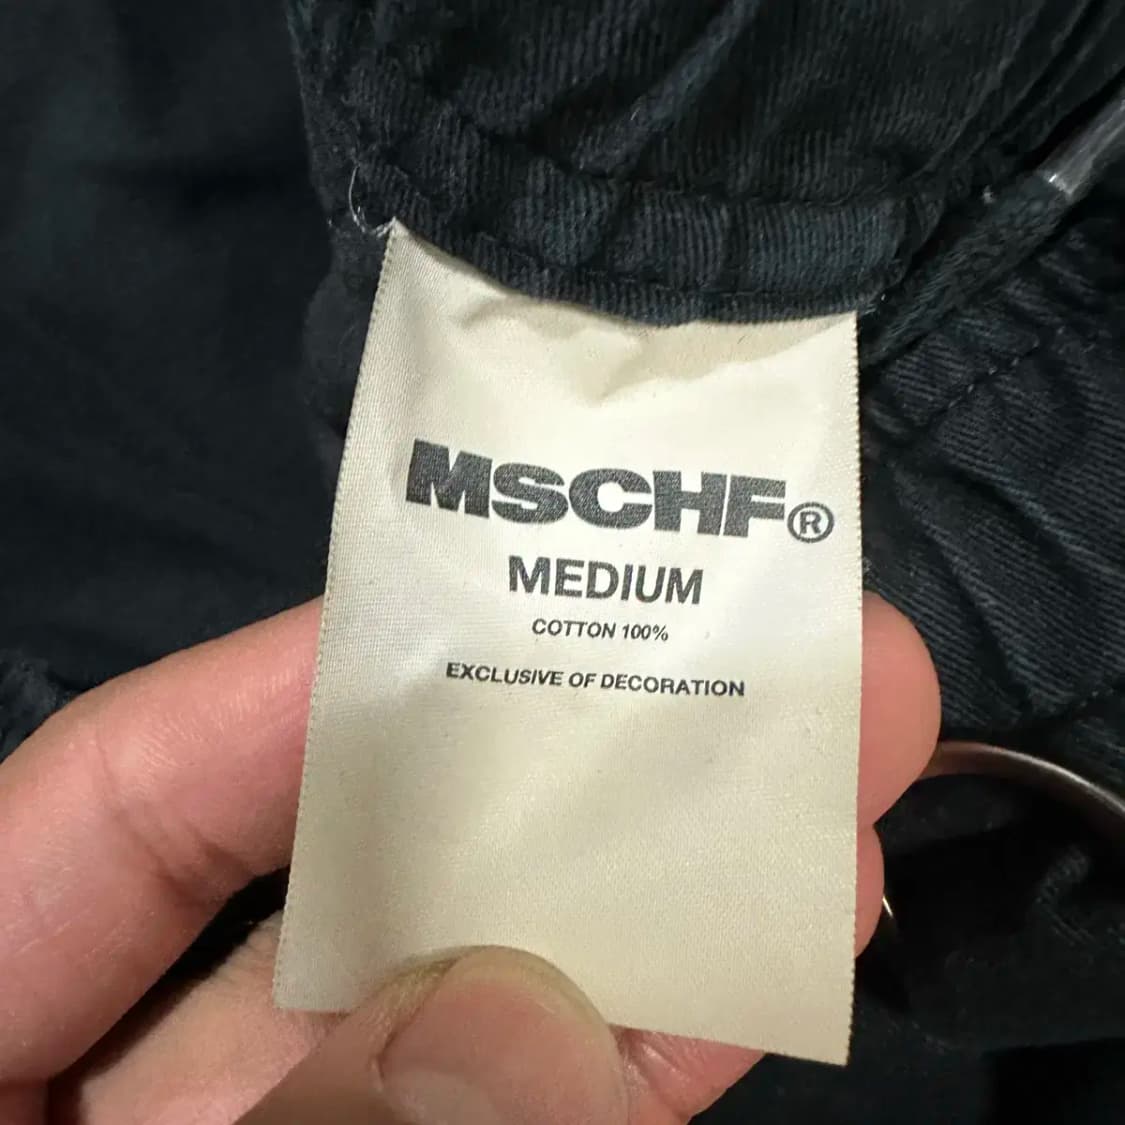 MSCHF®
MEDIUM
COTTON 100%
EXCLUSIVE OF DECORATION